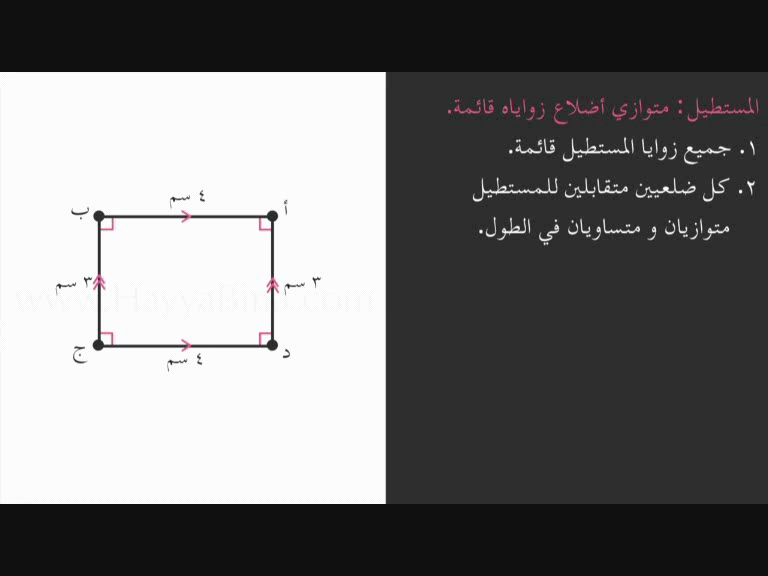 المستطيل: متوازي أضلاع زواياه قائمة.
١. جميع زوايا المستطيل قائمة.
٢. كل ضلعيين متقابلين للمستطيل
متوازيان و متساويان في الطول.
٤ سم
أ
ب
٣ سم
٣ سم
www.HayyaBina.com
د
ج
٤ سم